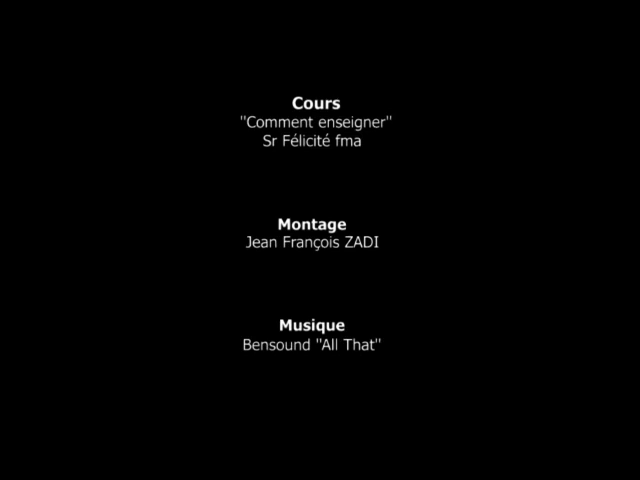 Cours
"Comment enseigner"
Sr Félicité fma
Montage
Jean François ZADI
Musique
Bensound "All That"